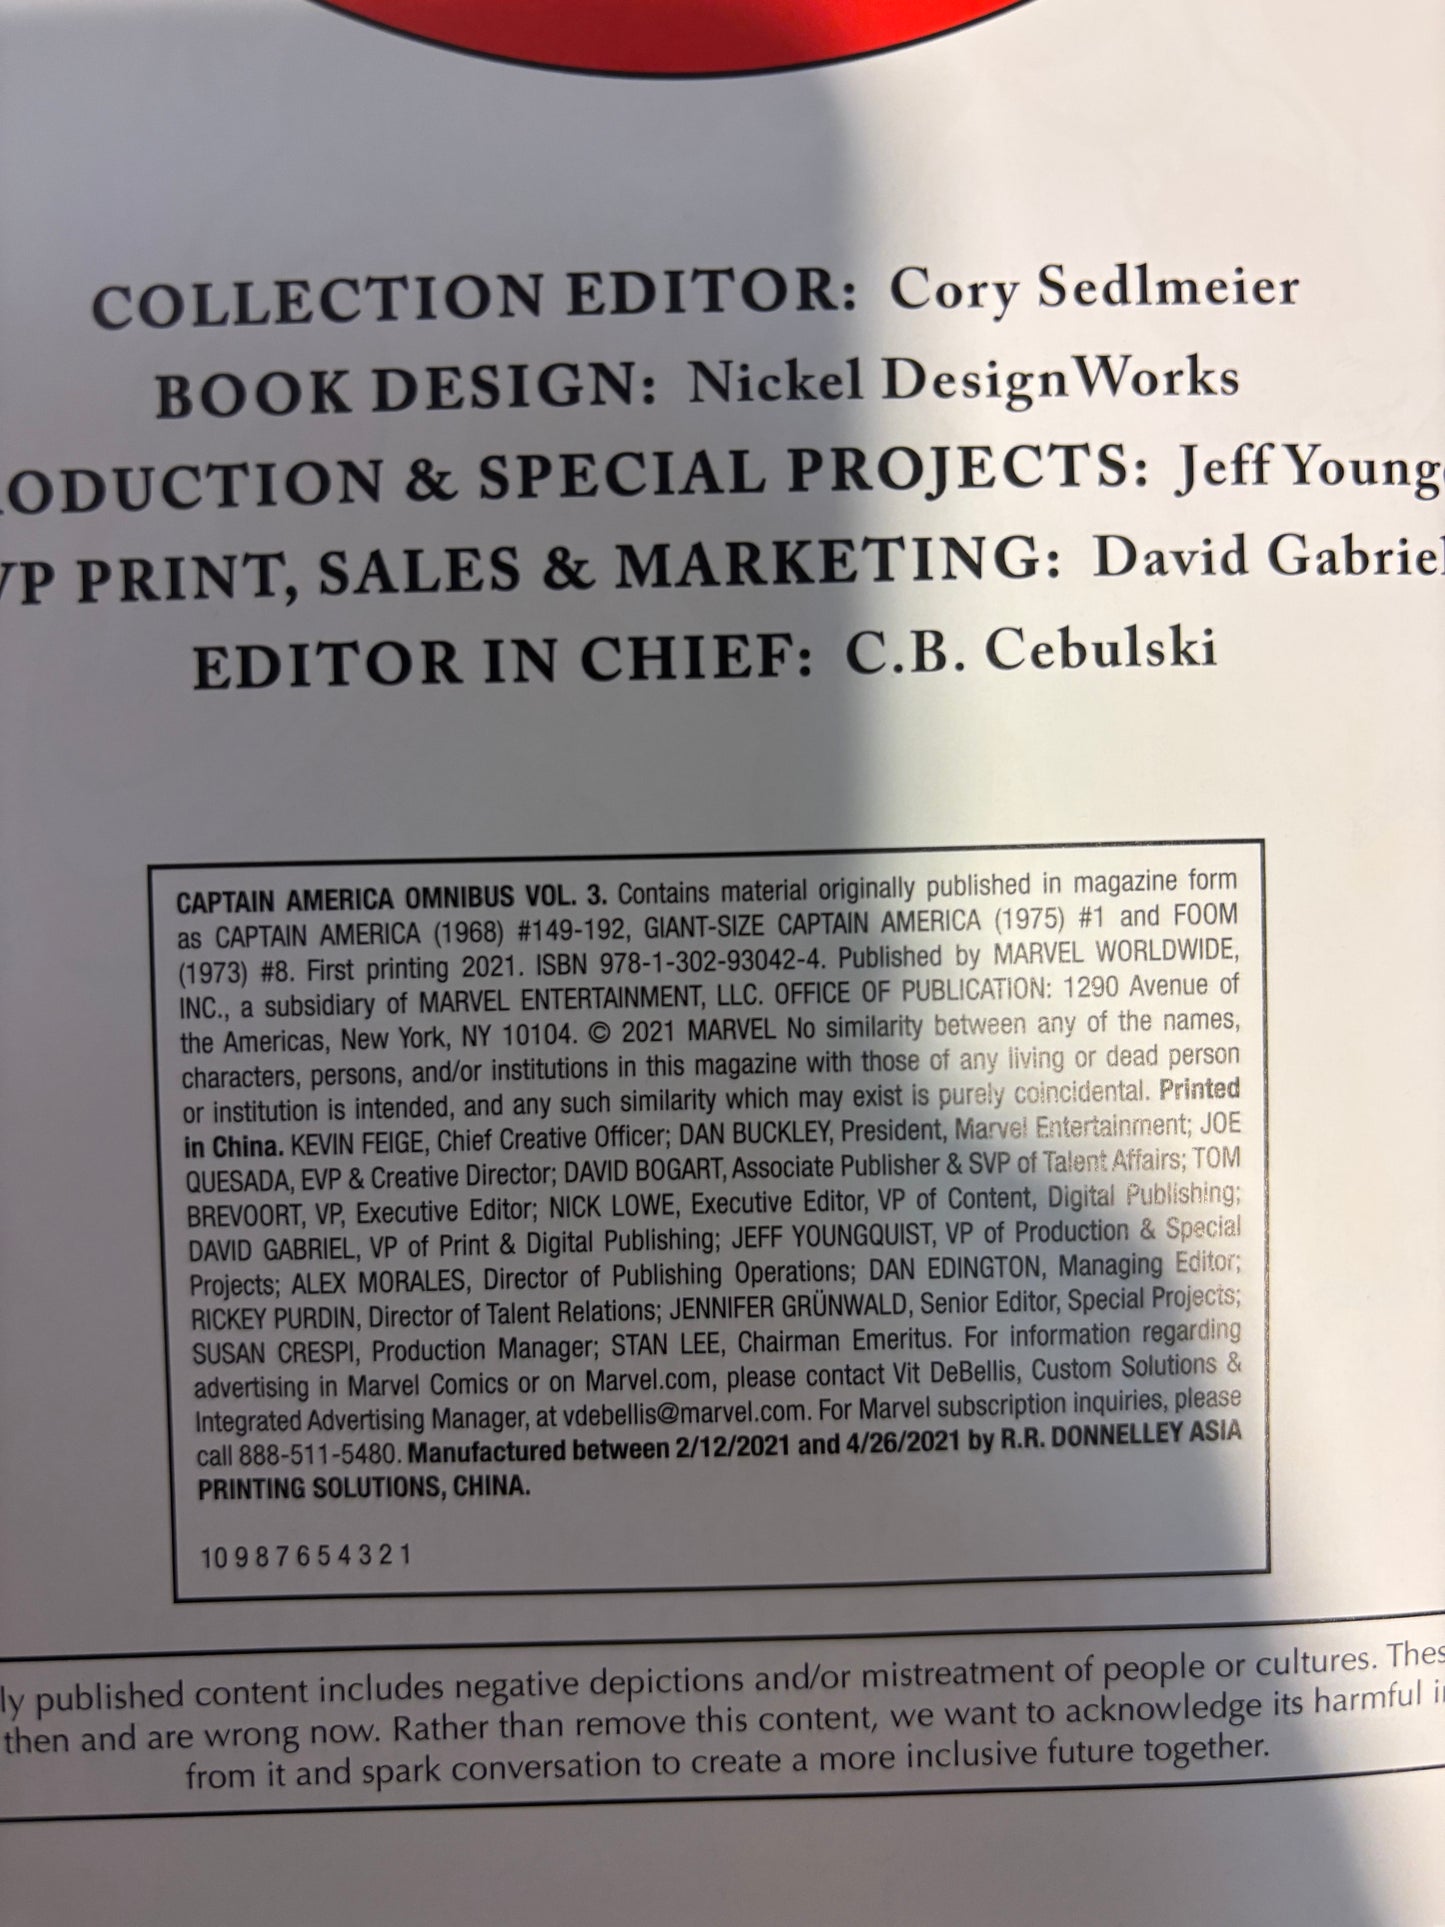 COLLECTION EDITOR: Cory Sedlmeier
BOOK DESIGN: Nickel DesignWorks
ODUCTION & SPECIAL PROJECTS: Jeff Young
VP PRINT, SALES & MARKETING: David Gabriel
EDITOR IN CHIEF: C.B. Cebulski
CAPTAIN AMERICA OMNIBUS VOL. 3. Contains material originally published in magazine form
as CAPTAIN AMERICA (1968) #149-192, GIANT-SIZE CAPTAIN AMERICA (1975) #1 and FOOM
(1973) #8. First printing 2021. ISBN 978-1-302-93042-4. Published by MARVEL WORLDWIDE,
INC., a subsidiary of MARVEL ENTERTAINMENT, LLC. OFFICE OF PUBLICATION: 1290 Avenue of
the Americas, New York, NY 10104. © 2021 MARVEL No similarity between any of the names,
characters, persons, and/or institutions in this magazine with those of any living or dead person
or institution is intended, and any such similarity which may exist is purely coincidental. Printed
in China. KEVIN FEIGE, Chief Creative Officer; DAN BUCKLEY, President, Marvel Entertainment; JOE
QUESADA, EVP & Creative Director; DAVID BOGART, Associate Publisher & SVP of Talent Affairs; TOM
BREVOORT, VP, Executive Editor; NICK LOWE, Executive Editor, VP of Content, Digital Publishing;
DAVID GABRIEL, VP of Print & Digital Publishing; JEFF YOUNGQUIST, VP of Production & Special
Projects; ALEX MORALES, Director of Publishing Operations; DAN EDINGTON, Managing Editor;
RICKEY PURDIN, Director of Talent Relations; JENNIFER GRÜNWALD, Senior Editor, Special Projects;
SUSAN CRESPI, Production Manager; STAN LEE, Chairman Emeritus. For information regarding
advertising in Marvel Comics or on Marvel.com, please contact Vit DeBellis, Custom Solutions &
Integrated Advertising Manager, at vdebellis@marvel.com. For Marvel subscription inquiries, please
call 888-511-5480. Manufactured between 2/12/2021 and 4/26/2021 by R.R. DONNELLEY ASIA
PRINTING SOLUTIONS, CHINA.
10 9 8 7 6 5 4 3 2 1
ly published content includes negative depictions and/or mistreatment of people or cultures. Thes
then and are wrong now. Rather than remove this content, we want to acknowledge its harmful i
from it and spark conversation to create a more inclusive future together.